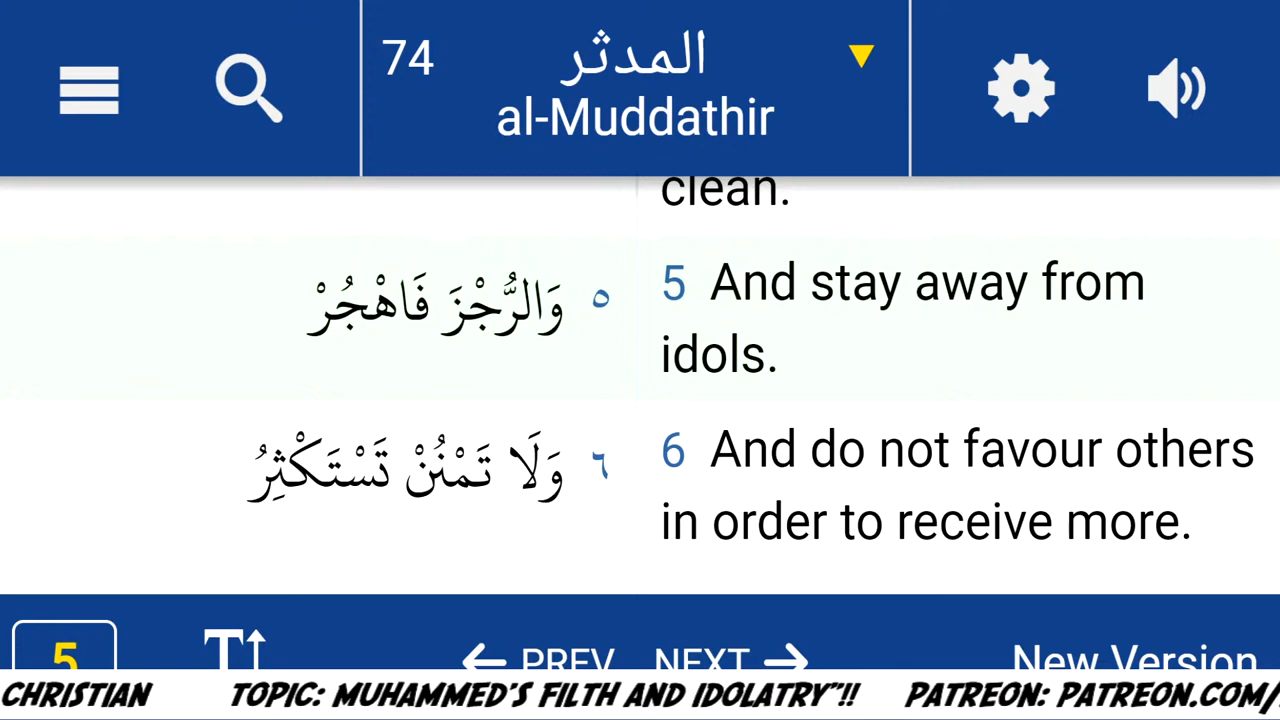 74
المدثر
al-Muddathir
clean.
٥ وَالرُّجْزَ فَاهْجُرْ
5 And stay away from
idols.
٦ وَلَا تَمْنُنْ تَسْتَكْثِرُ
6 And do not favour others
in order to receive more.
5
T
PREV
NEXT
New Version
CHRISTIAN TOPIC: MUHAMMED'S FILTH AND IDOLATRY"!! PATREON: PATREON.COM/